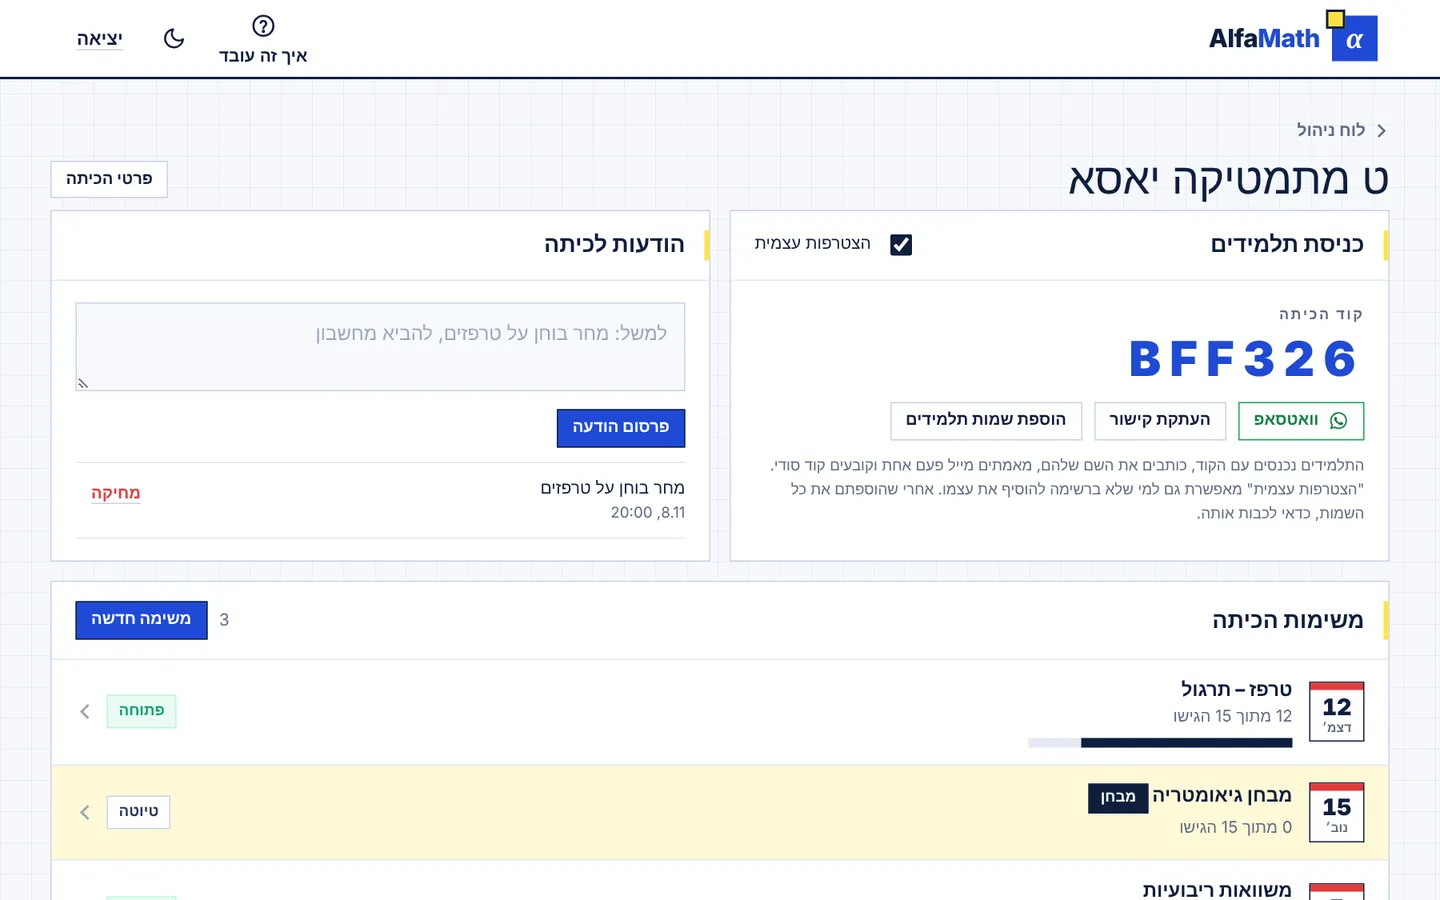 α
AlfaMath
איך זה עובד
יציאה
לוח ניהול
ט מתמטיקה יאסא
פרטי הכיתה
כניסת תלמידים
הצטרפות עצמית
קוד הכיתה
BFF326
וואטסאפ
העתקת קישור
הוספת שמות תלמידים
התלמידים נכנסים עם הקוד, כותבים את השם שלהם, מאמתים מייל פעם אחת וקובעים קוד סודי.
"הצטרפות עצמית" מאפשרת גם למי שלא ברשימה להוסיף את עצמו. אחרי שהוספתם את כל
השמות, כדאי לכבות אותה.
הודעות לכיתה
למשל: מחר בוחן על טרפזים, להביא מחשבון
פרסום הודעה
מחר בוחן על טרפזים
8.11, 20:00
מחיקה
משימות הכיתה
3
משימה חדשה
12
דצמ׳
טרפז – תרגול
12 מתוך 15 הגישו
פתוחה
15
נוב׳
מבחן גיאומטריה
מבחן
0 מתוך 15 הגישו
טיוטה
משוואות ריבועיות